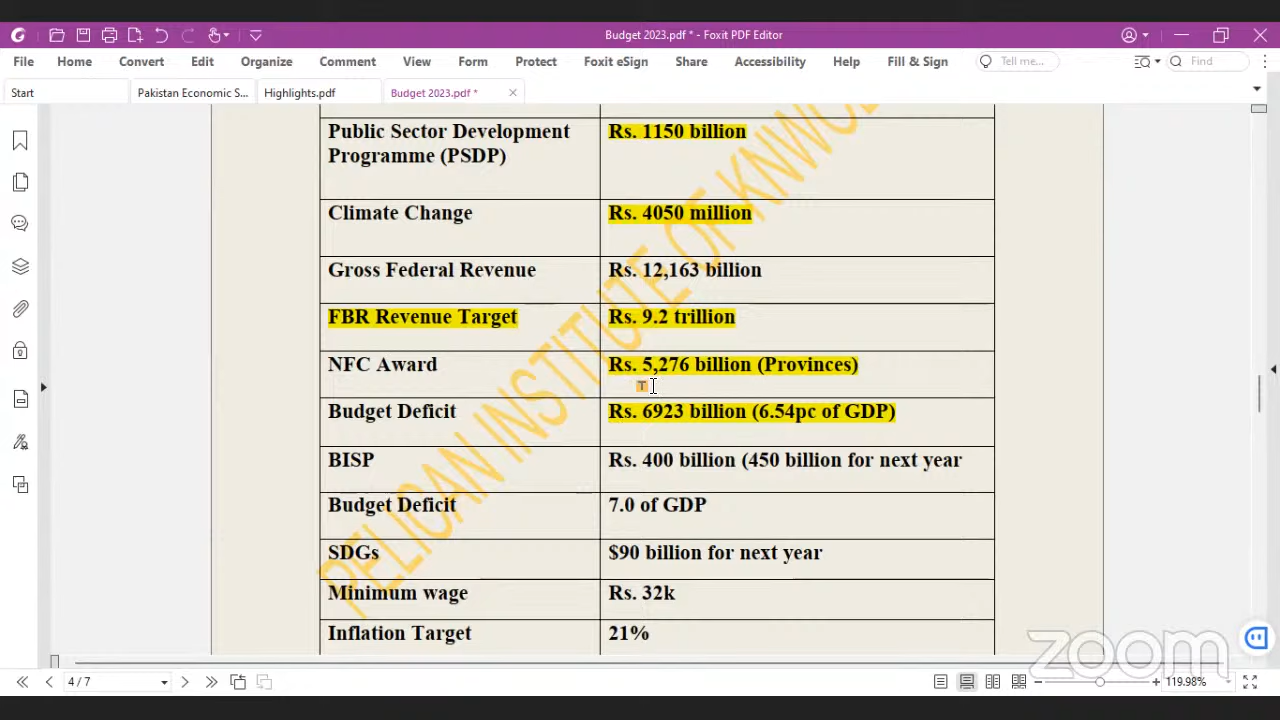 Budget 2023.pdf * - Foxit PDF Editor
File Home Convert Edit Organize Comment View Form Protect Foxit eSign Share Accessibility Help Fill & Sign Tell me... Find
Start Pakistan Economic S... Highlights.pdf Budget 2023.pdf *
Public Sector Development Rs. 1150 billion
Programme (PSDP)
Climate Change Rs. 4050 million
Gross Federal Revenue Rs. 12,163 billion
FBR Revenue Target Rs. 9.2 trillion
NFC Award Rs. 5,276 billion (Provinces)
Budget Deficit Rs. 6923 billion (6.54pc of GDP)
BISP Rs. 400 billion (450 billion for next year
Budget Deficit 7.0 of GDP
SDGs $90 billion for next year
Minimum wage Rs. 32k
Inflation Target 21%
PELICAN INSTITUTE OF KNWOL
zoom
4 / 7 119.98%